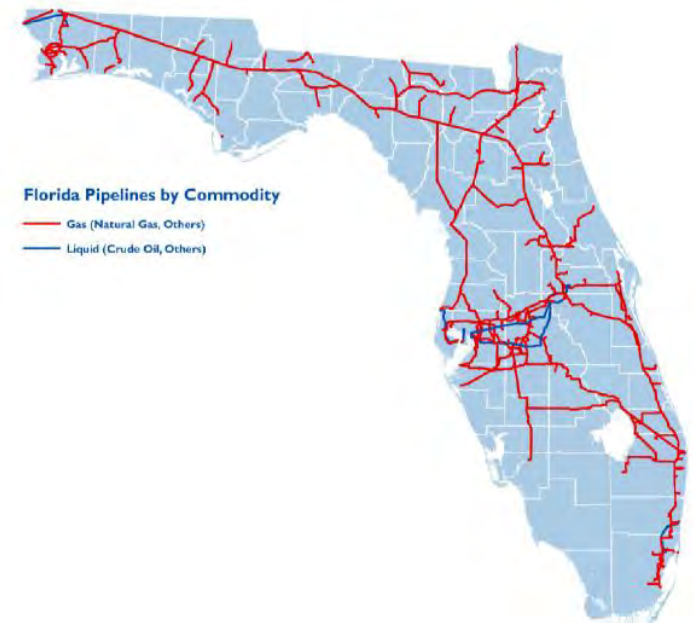 Florida Pipelines by Commodity
Gas (Natural Gas, Others)
Liquid (Crude Oil, Others)